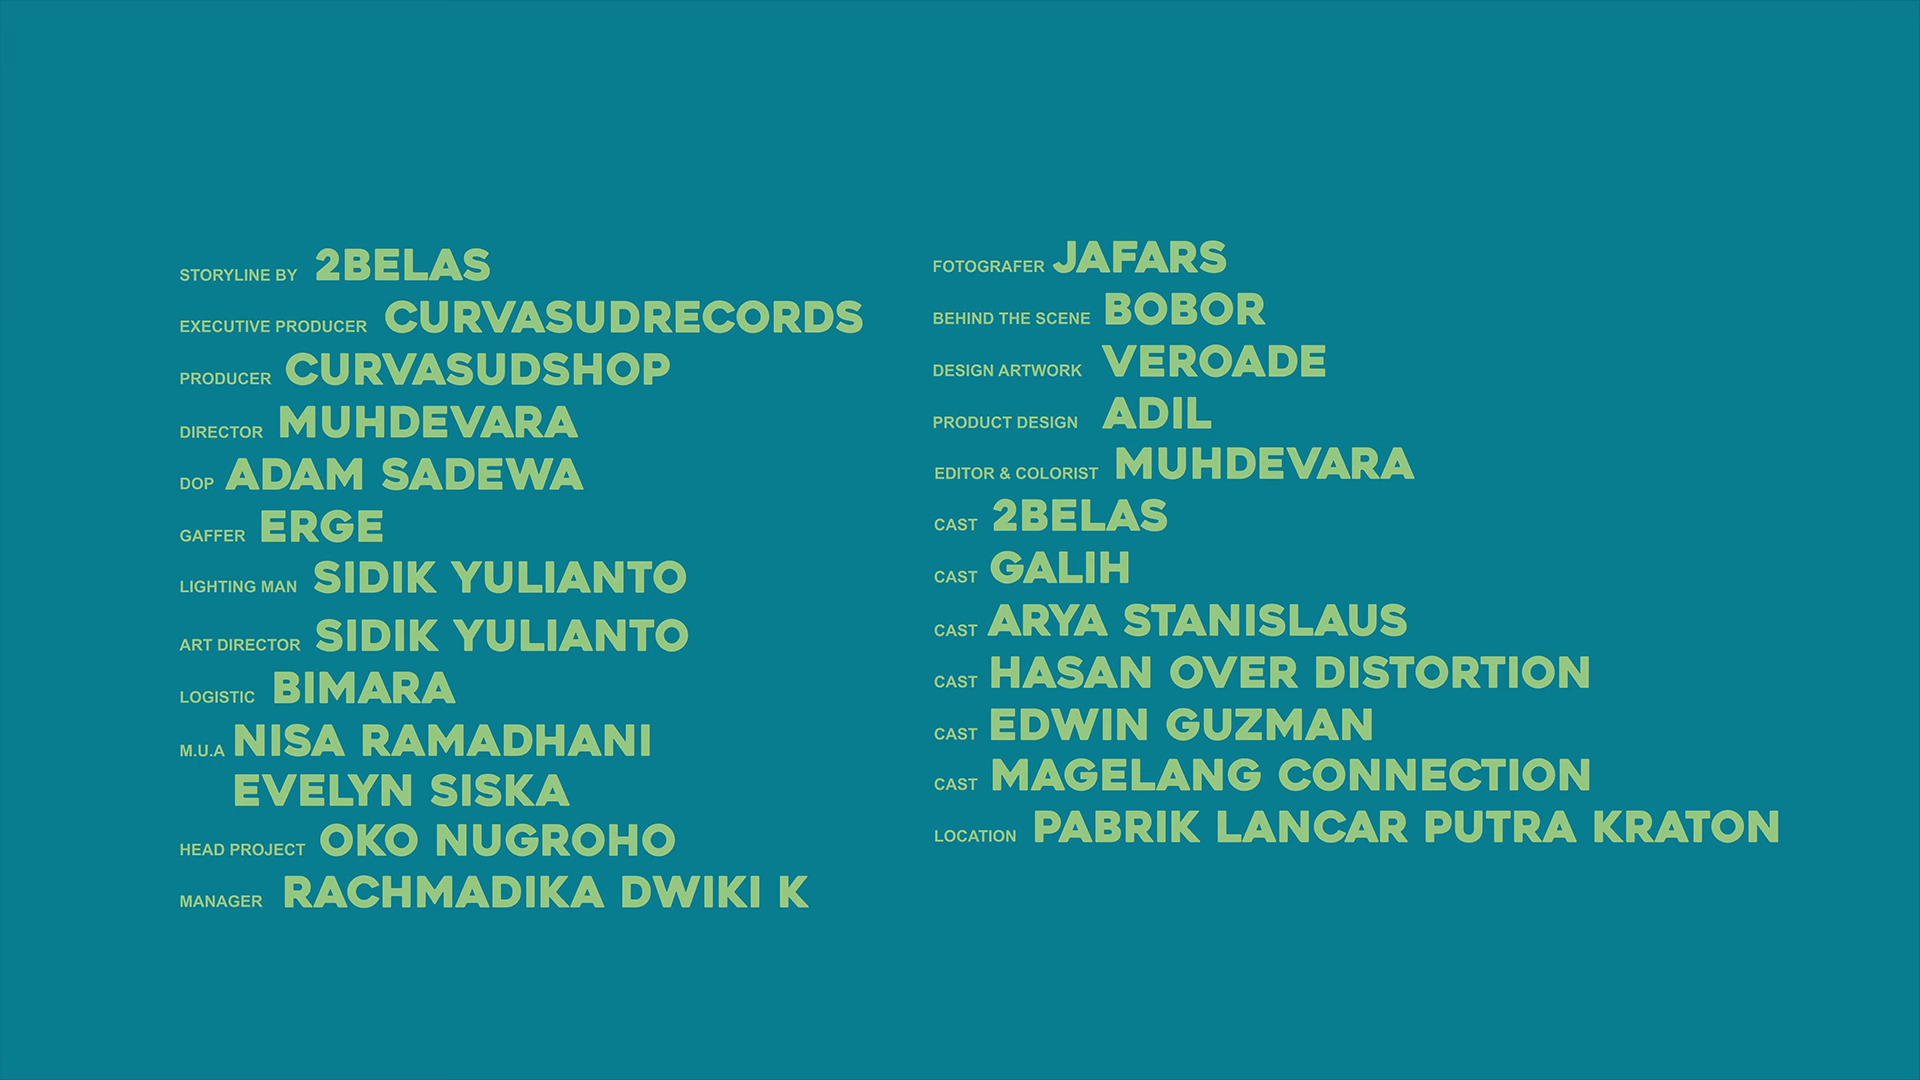 STORYLINE BY 2BELAS
EXECUTIVE PRODUCER CURVASUDRECORDS
PRODUCER CURVASUDSHOP
DIRECTOR MUHDEVARA
DOP ADAM SADEWA
GAFFER ERGE
LIGHTING MAN SIDIK YULIANTO
ART DIRECTOR SIDIK YULIANTO
LOGISTIC BIMARA
M.U.A NISA RAMADHANI
EVELYN SISKA
HEAD PROJECT OKO NUGROHO
MANAGER RACHMADIKA DWIKI K
FOTOGRAFER JAFARS
BEHIND THE SCENE BOBOR
DESIGN ARTWORK VEROADE
PRODUCT DESIGN ADIL
EDITOR & COLORIST MUHDEVARA
CAST 2BELAS
CAST GALIH
CAST ARYA STANISLAUS
CAST HASAN OVER DISTORTION
CAST EDWIN GUZMAN
CAST MAGELANG CONNECTION
LOCATION PABRIK LANCAR PUTRA KRATON